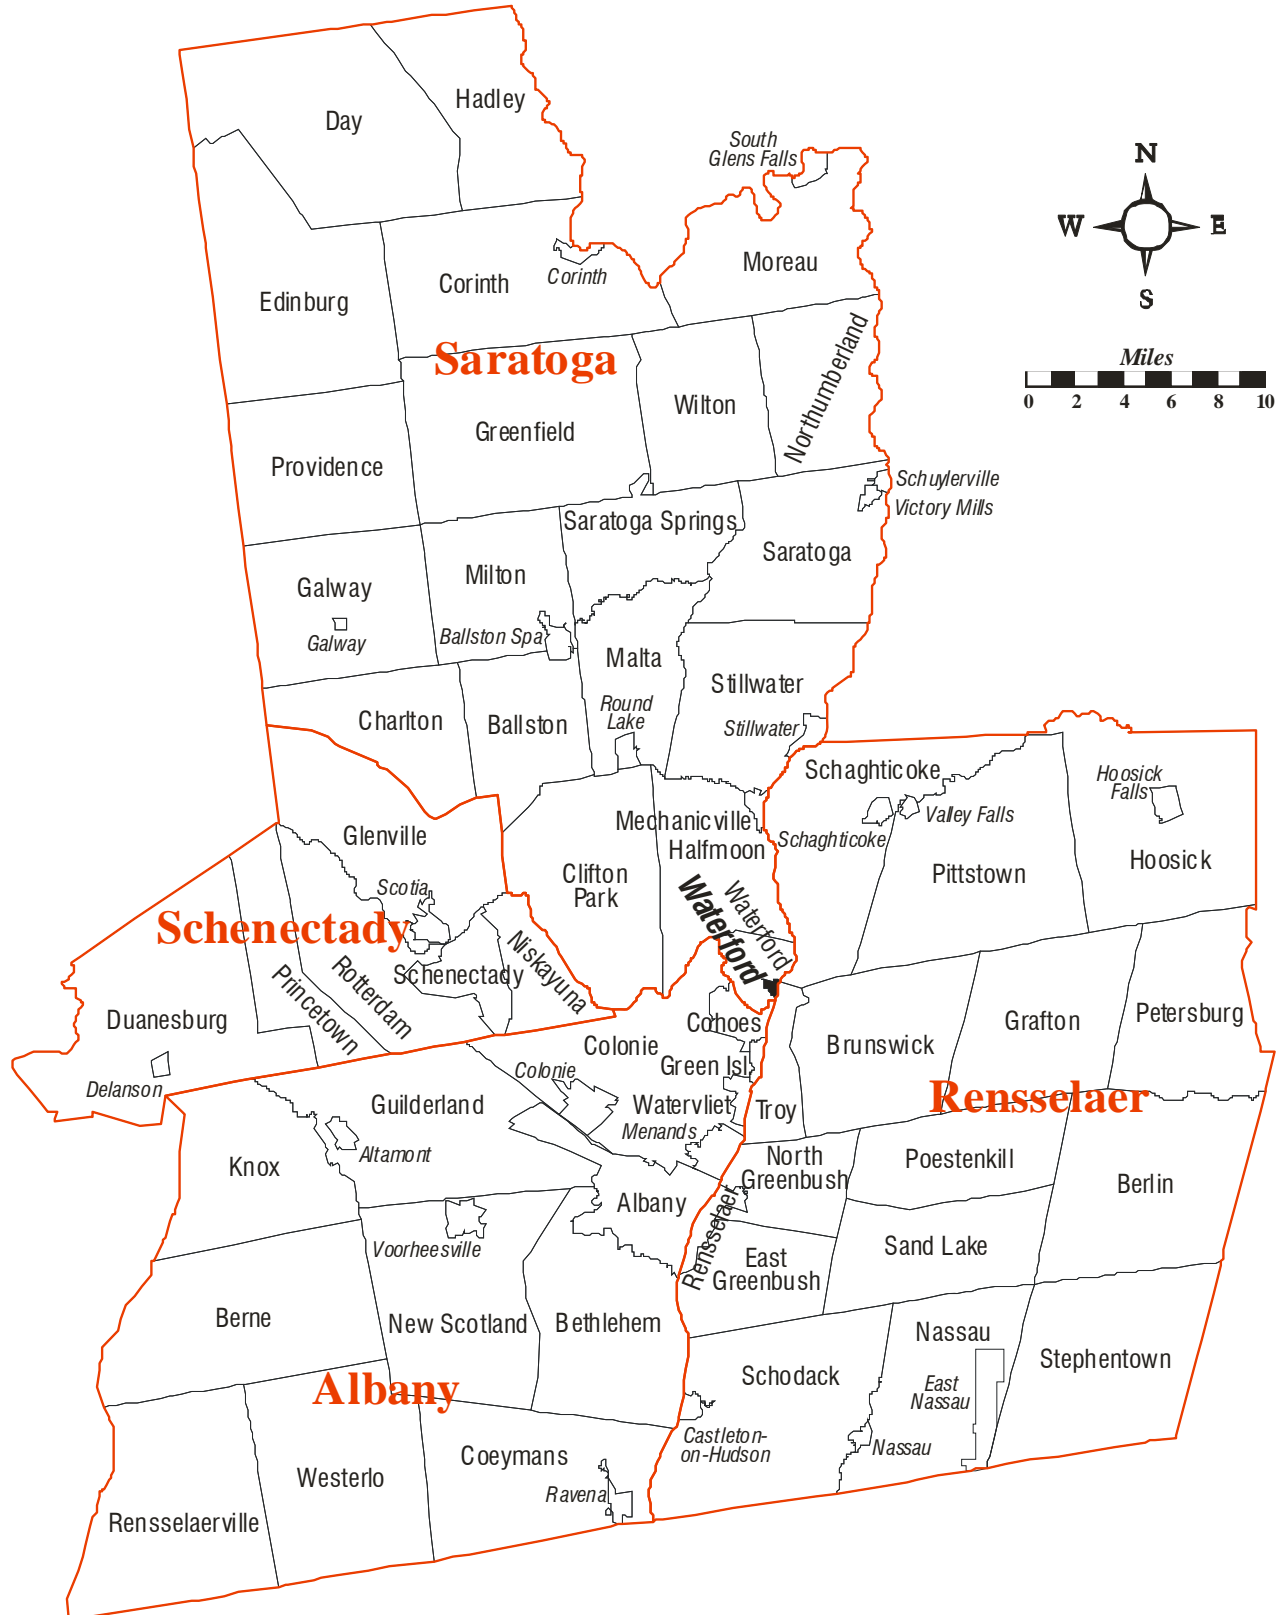 Hadley
Day
South
Glens Falls
N
W
E
S
Moreau
Corinth
Corinth
Edinburg
Miles
0 2 4 6 8 10
Saratoga
Northumberland
Wilton
Greenfield
Providence
Schuylerville
Victory Mills
Saratoga Springs
Saratoga
Milton
Galway
Galway
Ballston Spa
Malta
Stillwater
Round
Lake
Stillwater
Charlton
Ballston
Schaghticoke
Hoosick
Falls
Valley Falls
Schaghticoke
Mechanicville
Halfmoon
Glenville
Clifton
Park
Pittstown
Hoosick
Scotia
Waterford
Waterford
Schenectady
Schenectady
Niskayuna
Rotterdam
Princetown
Duanesburg
Delanson
Cohoes
Colonie
Green Isl.
Colonie
Watervliet
Menands
Troy
Brunswick
Grafton
Petersburg
Rensselaer
Guilderland
Altamont
Knox
North
Greenbush
Poestenkill
Berlin
Albany
Rensselaer
Voorheesville
East
Greenbush
Sand Lake
Berne
New Scotland
Bethlehem
Nassau
Stephentown
Schodack
East
Nassau
Albany
Castleton-
on-Hudson
Nassau
Coeymans
Westerlo
Ravena
Rensselaerville